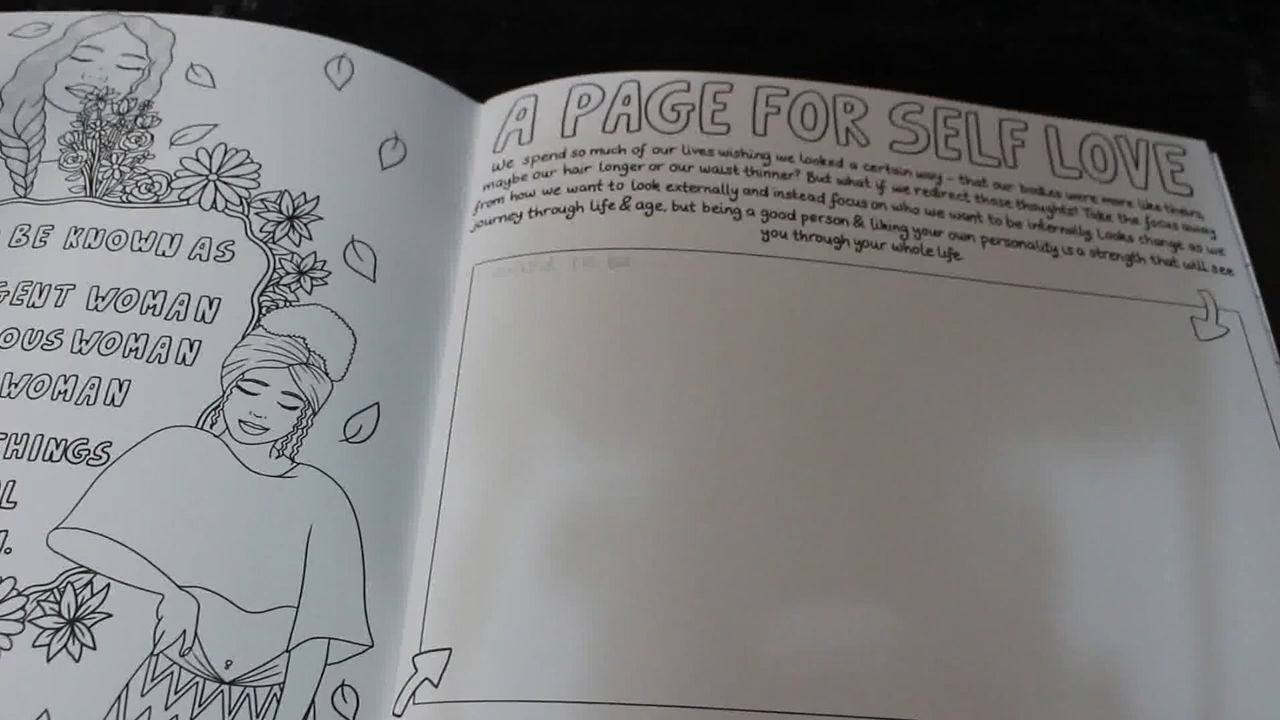 BE KNOWN AS
GENT WOMAN
OUS WOMAN
WOMAN
THINGS
L
.
A PAGE FOR SELF LOVE
We spend so much of our lives wishing we looked a certain way - that our bodies were more like theirs,
maybe our hair longer or our waist thinner? But what if we redirect those thoughts! Take the focus away
from how we want to look externally and instead focus on who we want to be internally. Looks change as we
journey through life & age, but being a good person & liking your own personality is a strength that will see
you through your whole life.